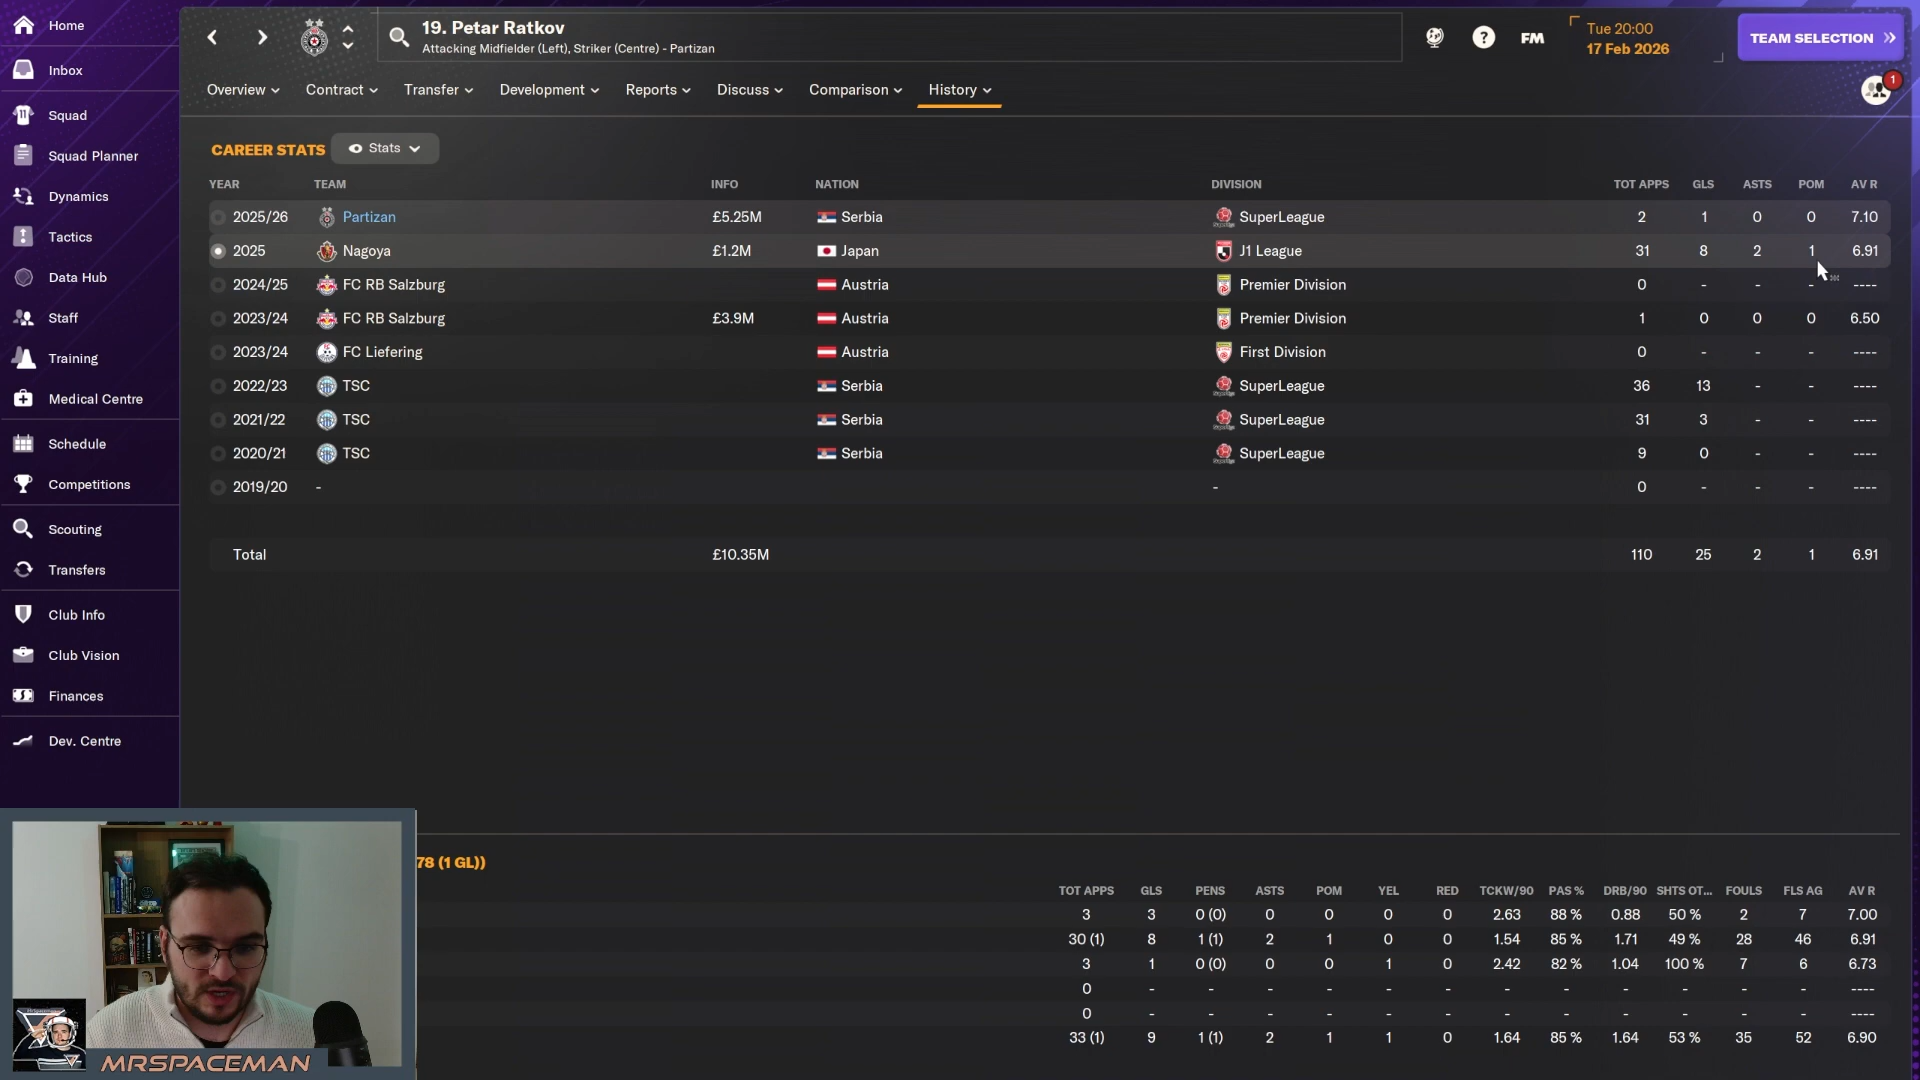 Home
Inbox
Squad
Squad Planner
Dynamics
Tactics
Data Hub
Staff
Training
Medical Centre
Schedule
Competitions
Scouting
Transfers
Club Info
Club Vision
Finances
Dev. Centre
19. Petar Ratkov
Attacking Midfielder (Left), Striker (Centre) - Partizan
? FM
Tue 20:00
17 Feb 2026
TEAM SELECTION
1
Overview Contract Transfer Development Reports Discuss Comparison History
CAREER STATS Stats
YEAR TEAM INFO NATION DIVISION TOT APPS GLS ASTS POM AV R
2025/26 Partizan £5.25M Serbia SuperLeague 2 1 0 0 7.10
2025 Nagoya £1.2M Japan J1 League 31 8 2 1 6.91
2024/25 FC RB Salzburg Austria Premier Division 0 - - - ----
2023/24 FC RB Salzburg £3.9M Austria Premier Division 1 0 0 0 6.50
2023/24 FC Liefering Austria First Division 0 - - - ----
2022/23 TSC Serbia SuperLeague 36 13 - - ----
2021/22 TSC Serbia SuperLeague 31 3 - - ----
2020/21 TSC Serbia SuperLeague 9 0 - - ----
2019/20 - - 0 - - - ----
Total £10.35M 110 25 2 1 6.91
78 (1 GL))
TOT APPS GLS PENS ASTS POM YEL RED TCKW/90 PAS % DRB/90 SHTS OT... FOULS FLS AG AV R
3 3 0 (0) 0 0 0 0 2.63 88 % 0.88 50 % 2 7 7.00
30 (1) 8 1 (1) 2 1 0 0 1.54 85 % 1.71 49 % 28 46 6.91
3 1 0 (0) 0 0 1 0 2.42 82 % 1.04 100 % 7 6 6.73
0 - - - - - - - - - - - - ----
0 - - - - - - - - - - - - ----
33 (1) 9 1 (1) 2 1 1 0 1.64 85 % 1.64 53 % 35 52 6.90
MRSPACEMAN